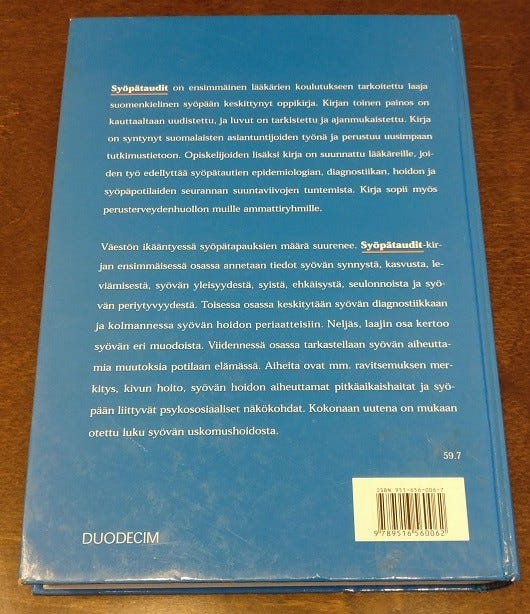 Syöpätaudit on ensimmäinen lääkärien koulutukseen tarkoitettu laaja
suomenkielinen syöpään keskittynyt oppikirja. Kirjan toinen painos on
kauttaaltaan uudistettu, ja luvut on tarkistettu ja ajanmukaistettu. Kirja
on syntynyt suomalaisten asiantuntijoiden työnä ja perustuu uusimpaan
tutkimustietoon. Opiskelijoiden lisäksi kirja on suunnattu lääkäreille, joi-
den työ edellyttää syöpätautien epidemiologian, diagnostiikan, hoidon ja
syöpäpotilaiden seurannan suuntaviivojen tuntemista. Kirja sopii myös
perusterveydenhuollon muille ammattiryhmille.
Väestön ikääntyessä syöpätapauksien määrä suurenee. Syöpätaudit-kir-
jan ensimmäisessä osassa annetaan tiedot syövän synnystä, kasvusta, le-
viämisestä, syövän yleisyydestä, syistä, ehkäisystä, seulonnoista ja syö-
vän periytyvyydestä. Toisessa osassa keskitytään syövän diagnostiikkaan
ja kolmannessa syövän hoidon periaatteisiin. Neljäs, laajin osa kertoo
syövän eri muodoista. Viidennessä osassa tarkastellaan syövän aiheutta-
mia muutoksia potilaan elämässä. Aiheita ovat mm. ravitsemuksen mer-
kitys, kivun hoito, syövän hoidon aiheuttamat pitkäaikaishaitat ja syö-
pään liittyvät psykososiaaliset näkökohdat. Kokonaan uutena on mukaan
otettu luku syövän uskomushoidosta.
59.7
ISBN 951-656-006-7
9789516560062
DUODECIM